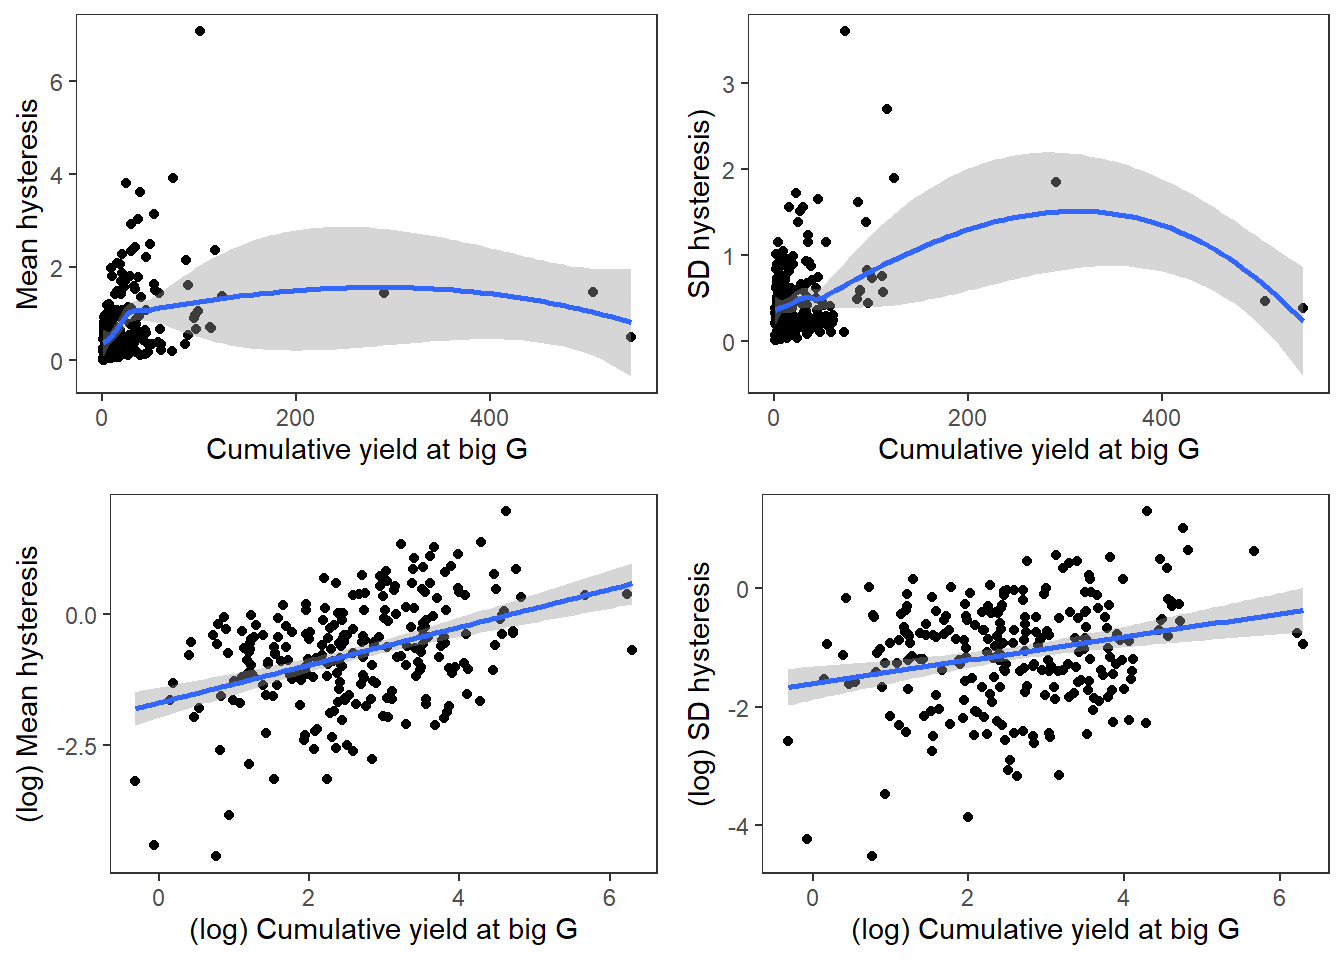 Mean hysteresis
6
4
2
0
0 200 400
Cumulative yield at big G
SD hysteresis)
3
2
1
0
0 200 400
Cumulative yield at big G
(log) Mean hysteresis
0.0
-2.5
0 2 4 6
(log) Cumulative yield at big G
(log) SD hysteresis
0
-2
-4
0 2 4 6
(log) Cumulative yield at big G